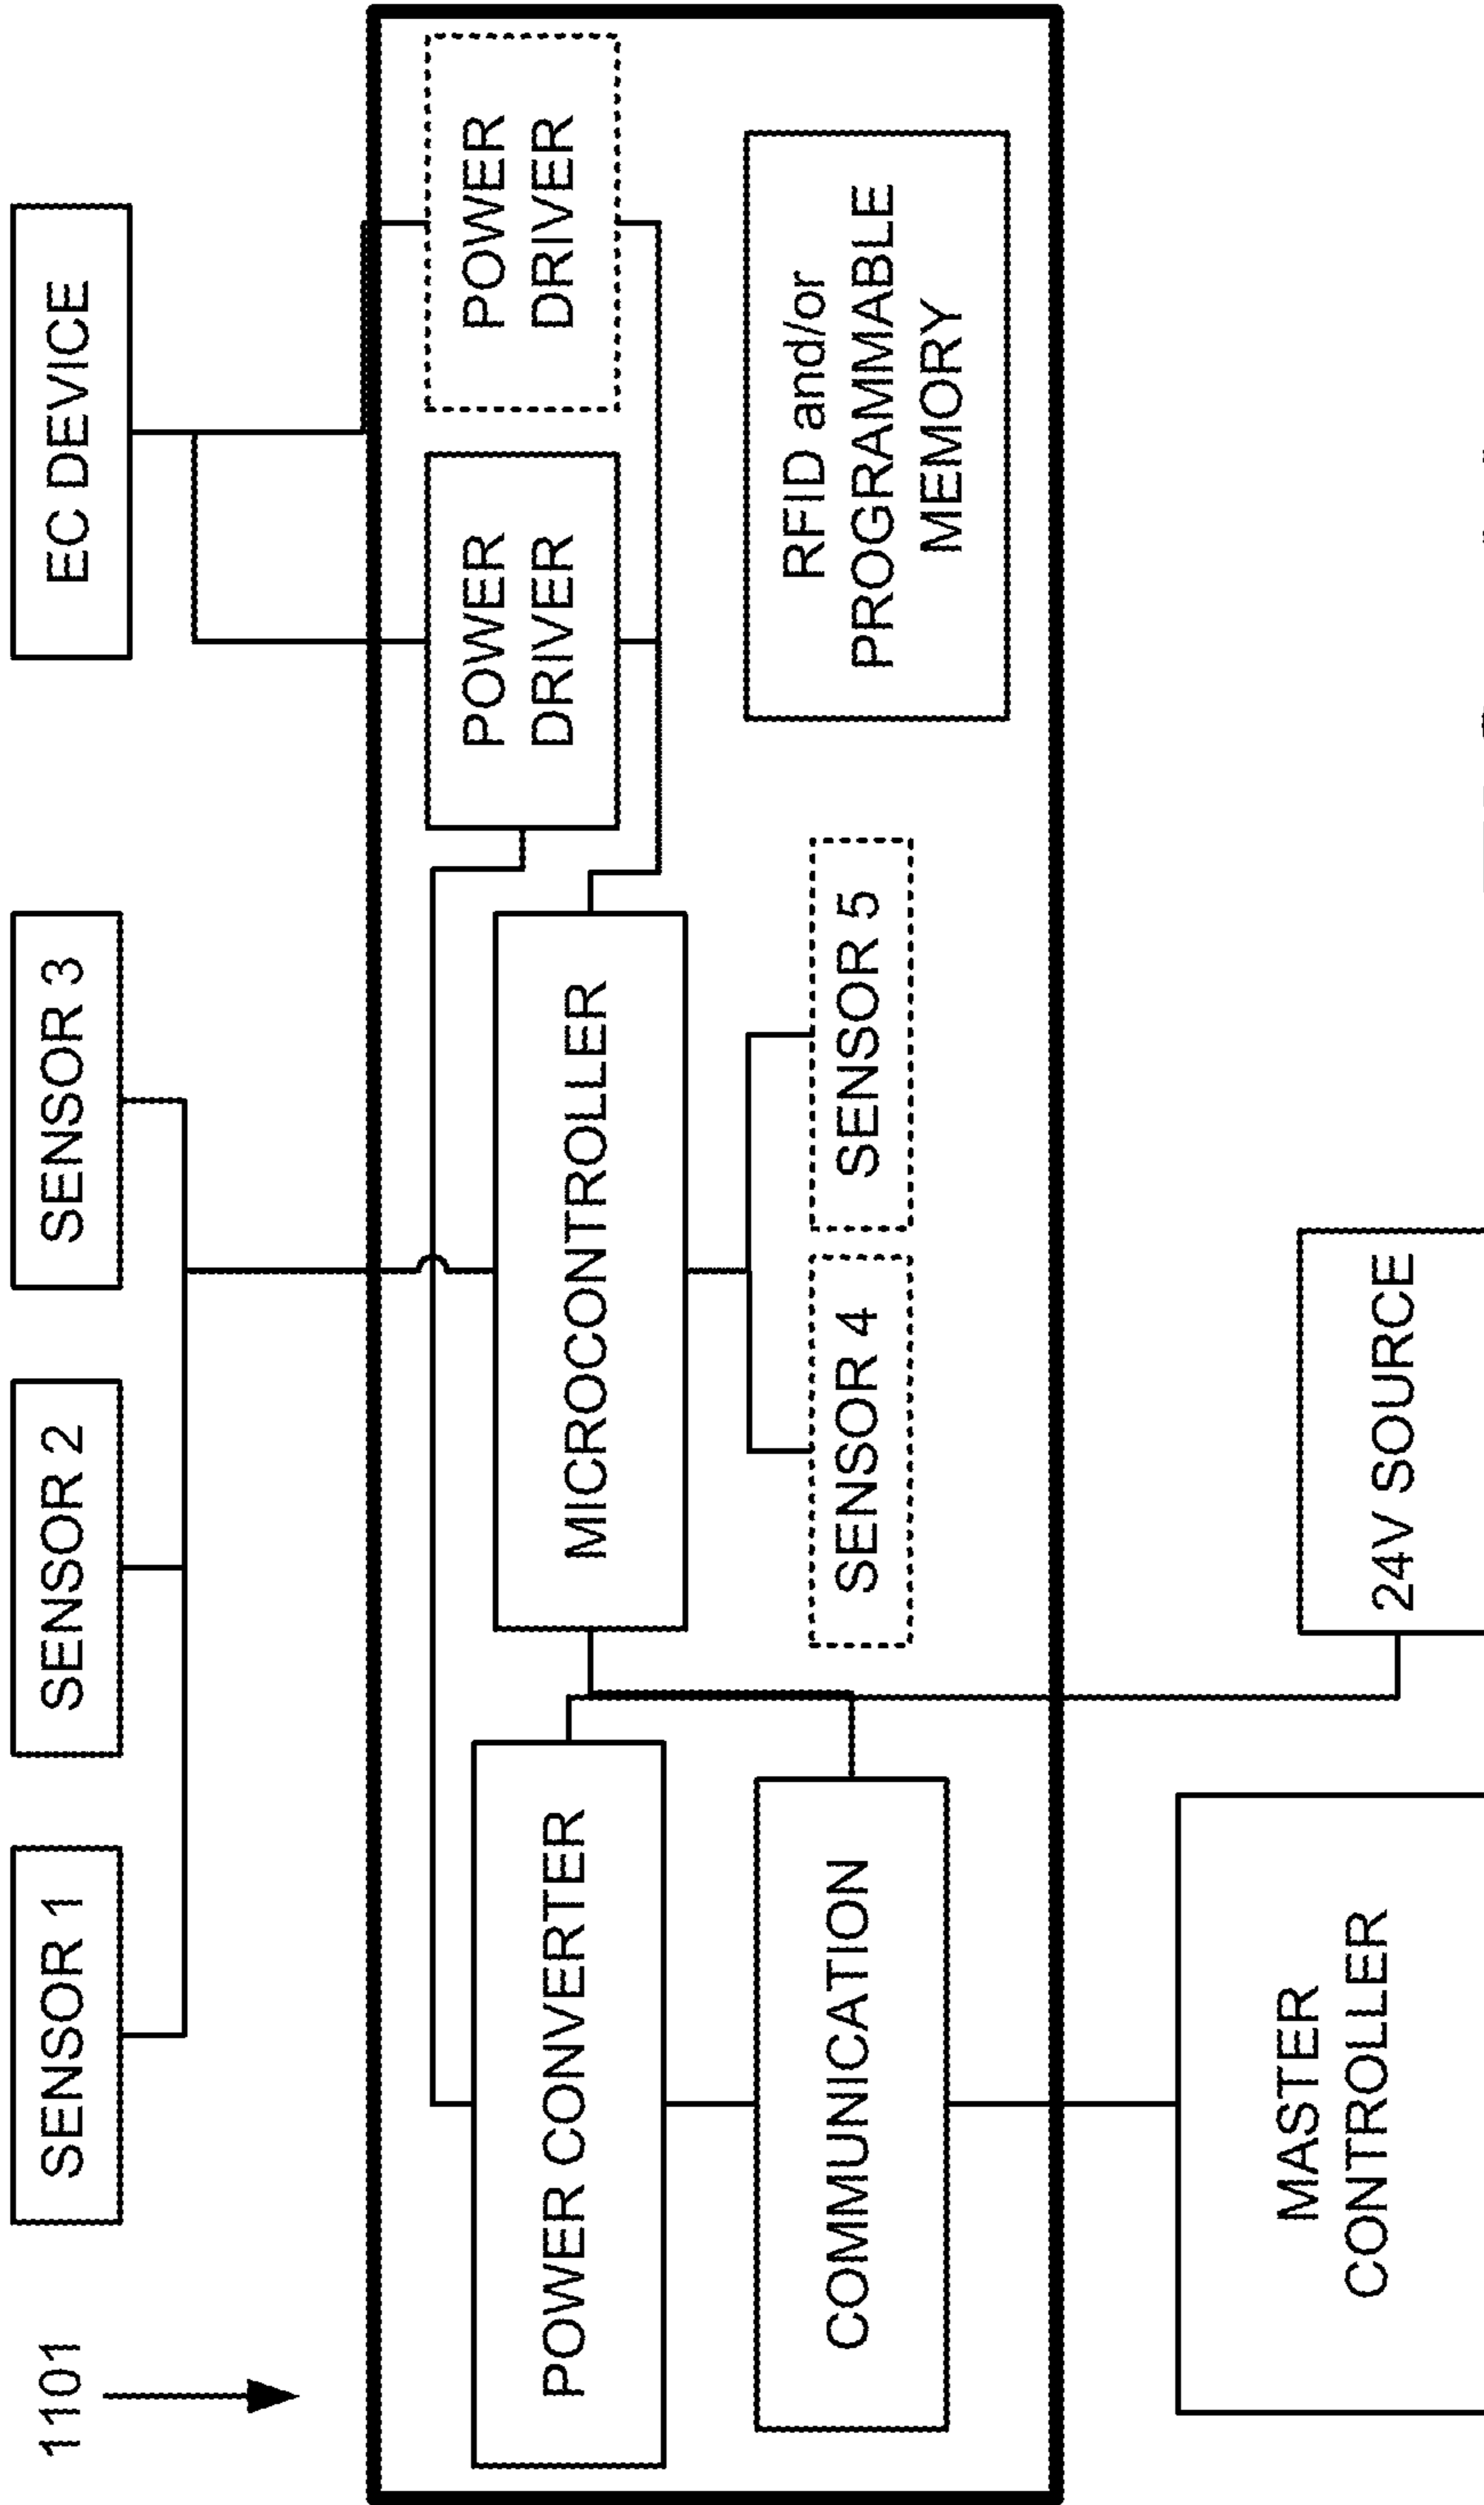 1101
SENSOR 1
SENSOR 2
SENSOR 3
EC DEVICE
POWER CONVERTER
MICROCONTROLLER
POWER
DRIVER
POWER
DRIVER
COMMUNICATION
SENSOR 4
SENSOR 5
RFID and/or
PROGRAMMABLE
MEMORY
MASTER
CONTROLLER
24V SOURCE